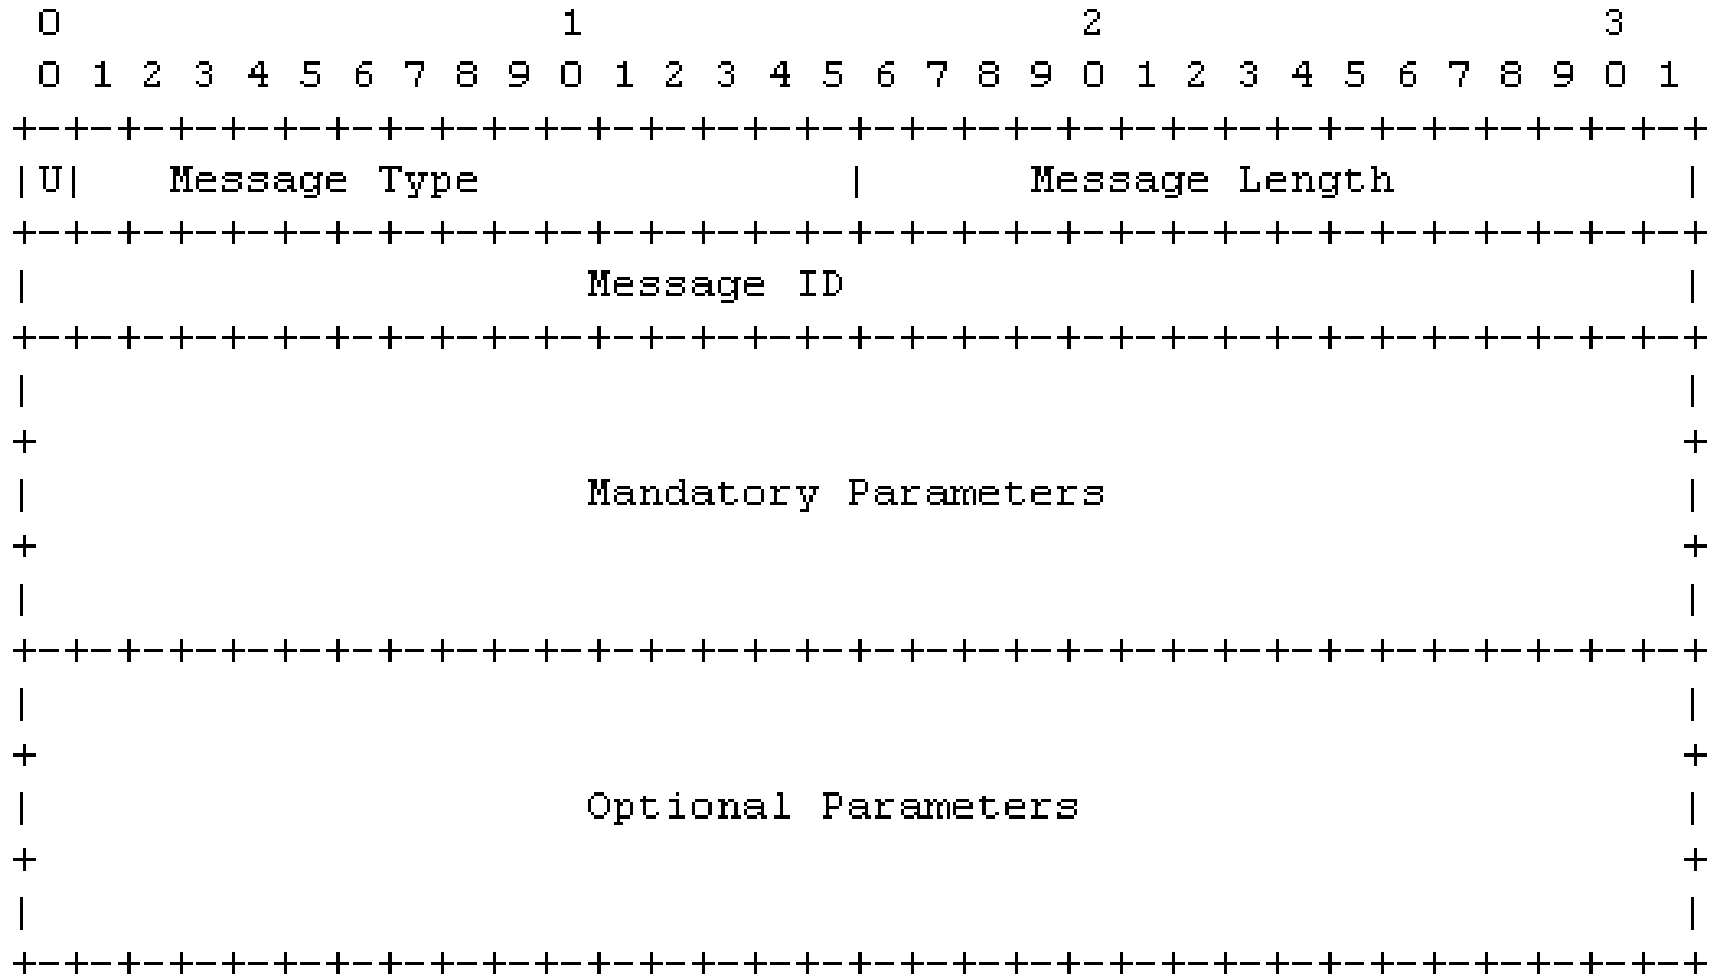 0                   1                   2                   3
 0 1 2 3 4 5 6 7 8 9 0 1 2 3 4 5 6 7 8 9 0 1 2 3 4 5 6 7 8 9 0 1
+-+-+-+-+-+-+-+-+-+-+-+-+-+-+-+-+-+-+-+-+-+-+-+-+-+-+-+-+-+-+-+-+
|U|   Message Type              |      Message Length           |
+-+-+-+-+-+-+-+-+-+-+-+-+-+-+-+-+-+-+-+-+-+-+-+-+-+-+-+-+-+-+-+-+
|                     Message ID                                |
+-+-+-+-+-+-+-+-+-+-+-+-+-+-+-+-+-+-+-+-+-+-+-+-+-+-+-+-+-+-+-+-+
|                                                               |
+                                                               +
|                     Mandatory Parameters                      |
+                                                               +
|                                                               |
+-+-+-+-+-+-+-+-+-+-+-+-+-+-+-+-+-+-+-+-+-+-+-+-+-+-+-+-+-+-+-+-+
|                                                               |
+                                                               +
|                     Optional Parameters                       |
+                                                               +
|                                                               |
+-+-+-+-+-+-+-+-+-+-+-+-+-+-+-+-+-+-+-+-+-+-+-+-+-+-+-+-+-+-+-+-+